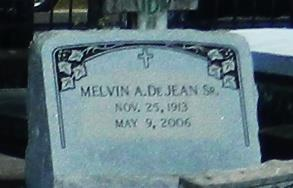 MELVIN A. DEJEAN SR.
NOV. 25, 1913
MAY 9, 2006